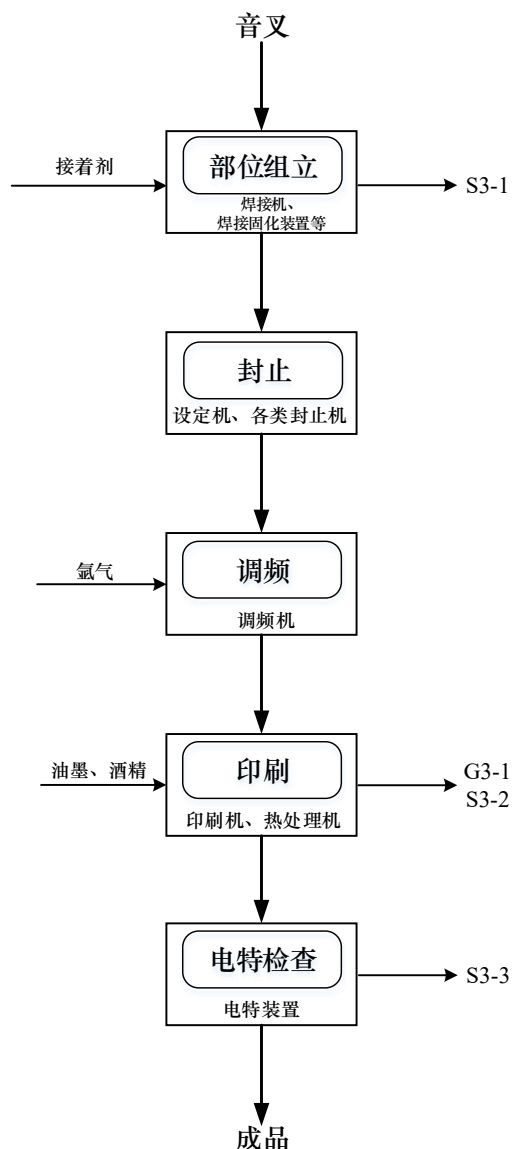 音叉
部位组立
接着剂
焊接机、
焊接固化装置等
S3-1
封止
设定机、各类封止机
调频
氩气
调频机
印刷
油墨、酒精
印刷机、热处理机
G3-1
S3-2
电特检查
电特装置
S3-3
成品